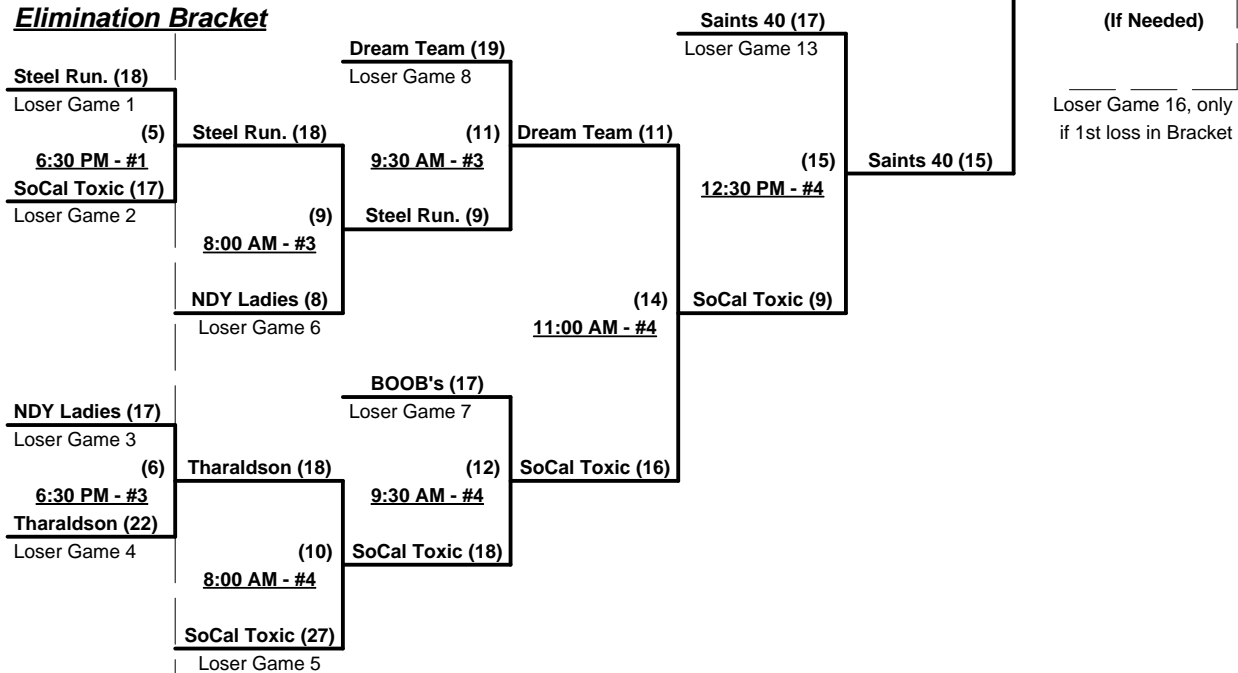 Elimination Bracket
Saints 40 (17)
(If Needed)
Dream Team (19)
Loser Game 13
Steel Run. (18)
Loser Game 8
Loser Game 1
Loser Game 16, only
if 1st loss in Bracket
(5)
Steel Run. (18)
(11)
Dream Team (11)
6:30 PM - #1
9:30 AM - #3
(15)
Saints 40 (15)
SoCal Toxic (17)
12:30 PM - #4
Loser Game 2
(9)
Steel Run. (9)
8:00 AM - #3
NDY Ladies (8)
(14)
SoCal Toxic (9)
Loser Game 6
11:00 AM - #4
BOOB's (17)
NDY Ladies (17)
Loser Game 7
Loser Game 3
(6)
Tharaldson (18)
(12)
SoCal Toxic (16)
6:30 PM - #3
9:30 AM - #4
Tharaldson (22)
Loser Game 4
(10)
SoCal Toxic (18)
8:00 AM - #4
SoCal Toxic (27)
Loser Game 5